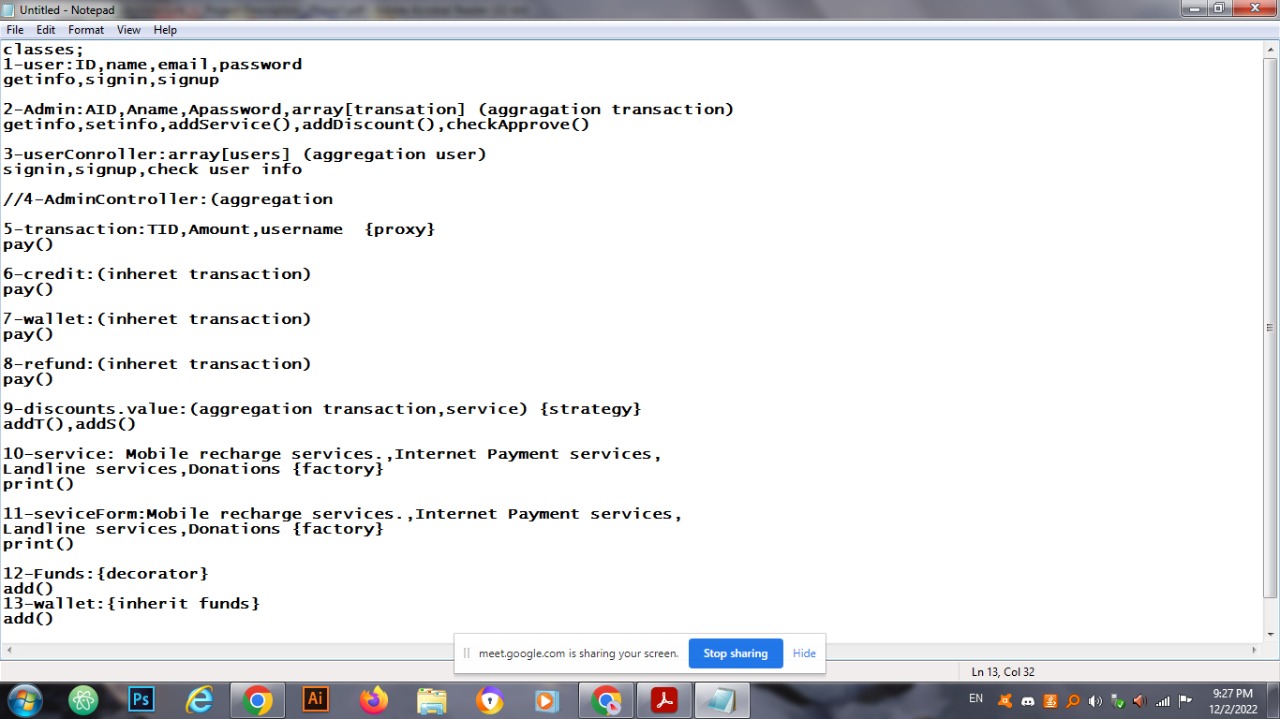 Untitled - Notepad
File Edit Format View Help
classes;
1-user:ID,name,email,password
getinfo,signin,signup
2-Admin:AID,Aname,Apassword,array[transation] (aggragation transaction)
getinfo,setinfo,addService(),addDiscount(),checkApprove()
3-userConroller:array[users] (aggregation user)
signin,signup,check user info
//4-AdminController:(aggregation
5-transaction:TID,Amount,username {proxy}
pay()
6-credit:(inheret transaction)
pay()
7-wallet:(inheret transaction)
pay()
8-refund:(inheret transaction)
pay()
9-discounts.value:(aggregation transaction,service) {strategy}
addT(),addS()
10-service: Mobile recharge services.,Internet Payment services,
Landline services,Donations {factory}
print()
11-seviceForm:Mobile recharge services.,Internet Payment services,
Landline services,Donations {factory}
print()
12-Funds:{decorator}
add()
13-wallet:{inherit funds}
add()
meet.google.com is sharing your screen. Stop sharing Hide
Ln 13, Col 32
Ps Ai EN 9:27 PM
12/2/2022